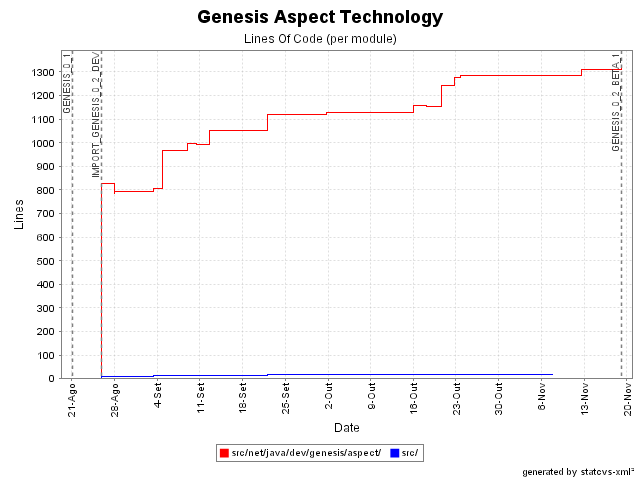 Genesis Aspect Technology
Lines Of Code (per module)
GENESIS_0_1
IMPORT_GENESIS_0_2_DEV
GENESIS_0_2_BETA_1
Lines
1300
1200
1100
1000
900
800
700
600
500
400
300
200
100
0
21-Ago
28-Ago
4-Set
11-Set
18-Set
25-Set
2-Out
9-Out
16-Out
23-Out
30-Out
6-Nov
13-Nov
20-Nov
Date
src/net/java/dev/genesis/aspect/
src/
generated by statcvs-xml²